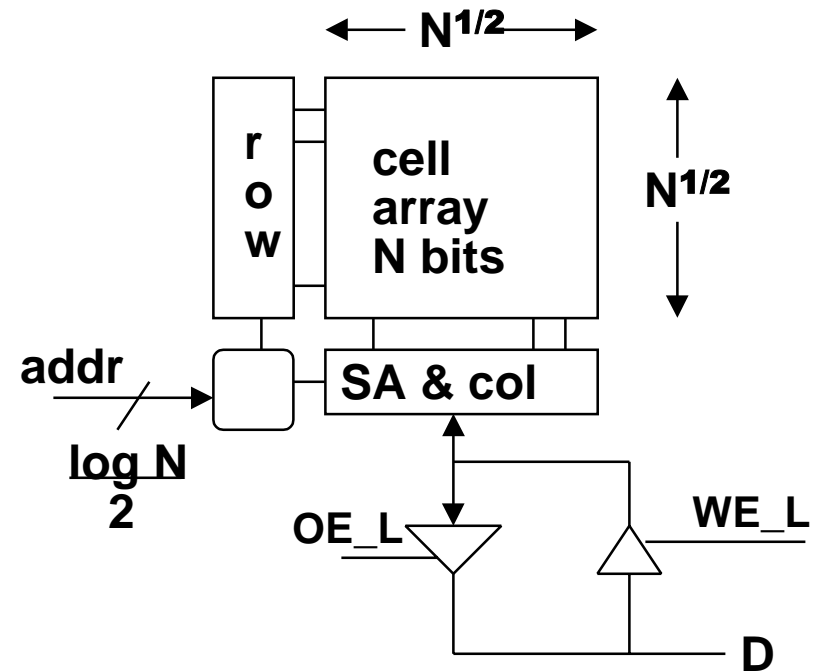 N1/2
r
o
w
cell
array
N bits
N1/2
addr
SA & col
log N
2
OE_L
WE_L
D